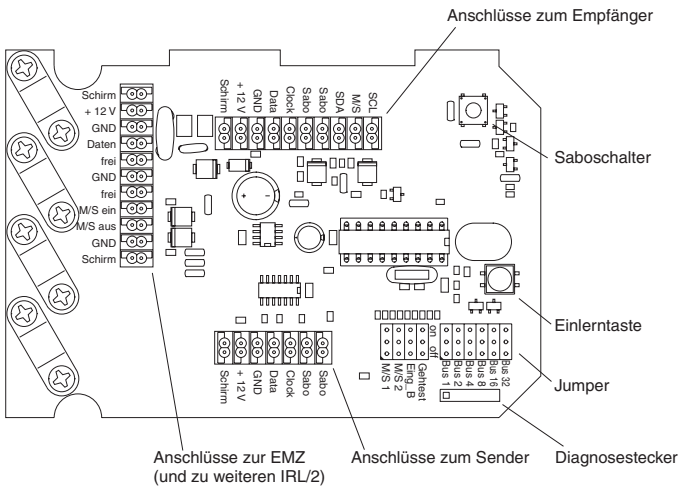 Anschlüsse zum Empfänger
Schirm
+ 12 V
GND
Data
Clock
Sabo
Sabo
SDA
M/S
SCL
Schirm
+ 12 V
GND
Daten
frei
GND
frei
M/S ein
M/S aus
GND
Schirm
Saboschalter
+
-
Einlerntaste
on
off
M/S 1
M/S 2
Eing_B
Gehtest
Bus 1
Bus 2
Bus 4
Bus 8
Bus 16
Bus 32
Jumper
Schirm
+ 12 V
GND
Data
Clock
Sabo
Sabo
Anschlüsse zur EMZ
(und zu weiteren IRL/2)
Anschlüsse zum Sender
Diagnosestecker